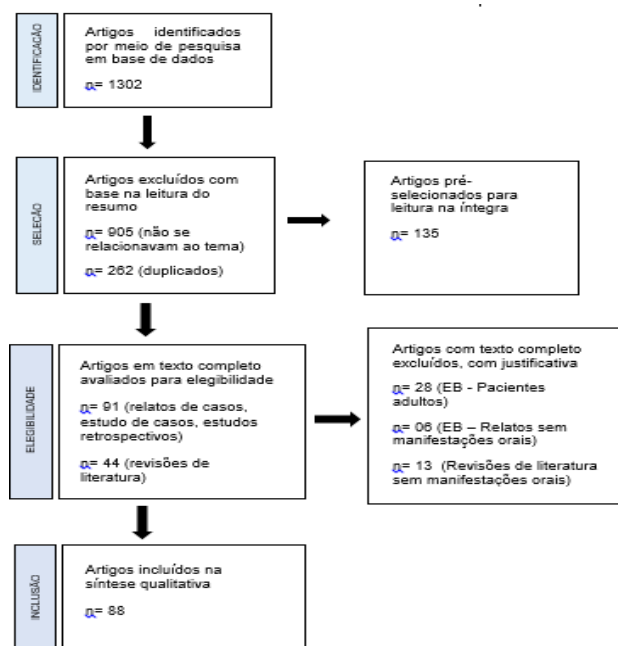 IDENTIFICAÇÃO
Artigos identificados
por meio de pesquisa
em base de dados
n= 1302
SELEÇÃO
Artigos excluídos com
base na leitura do
resumo
n= 905 (não se
relacionavam ao tema)
n= 262 (duplicados)
Artigos pré-
selecionados para
leitura na íntegra
n= 135
ELEGIBILIDADE
Artigos em texto completo
avaliados para elegibilidade
n= 91 (relatos de casos,
estudo de casos, estudos
retrospectivos)
n= 44 (revisões de
literatura)
Artigos com texto completo
excluídos, com justificativa
n= 28 (EB - Pacientes
adultos)
n= 06 (EB – Relatos sem
manifestações orais)
n= 13 (Revisões de literatura
sem manifestações orais)
INCLUSÃO
Artigos incluídos na
síntese qualitativa
n= 88